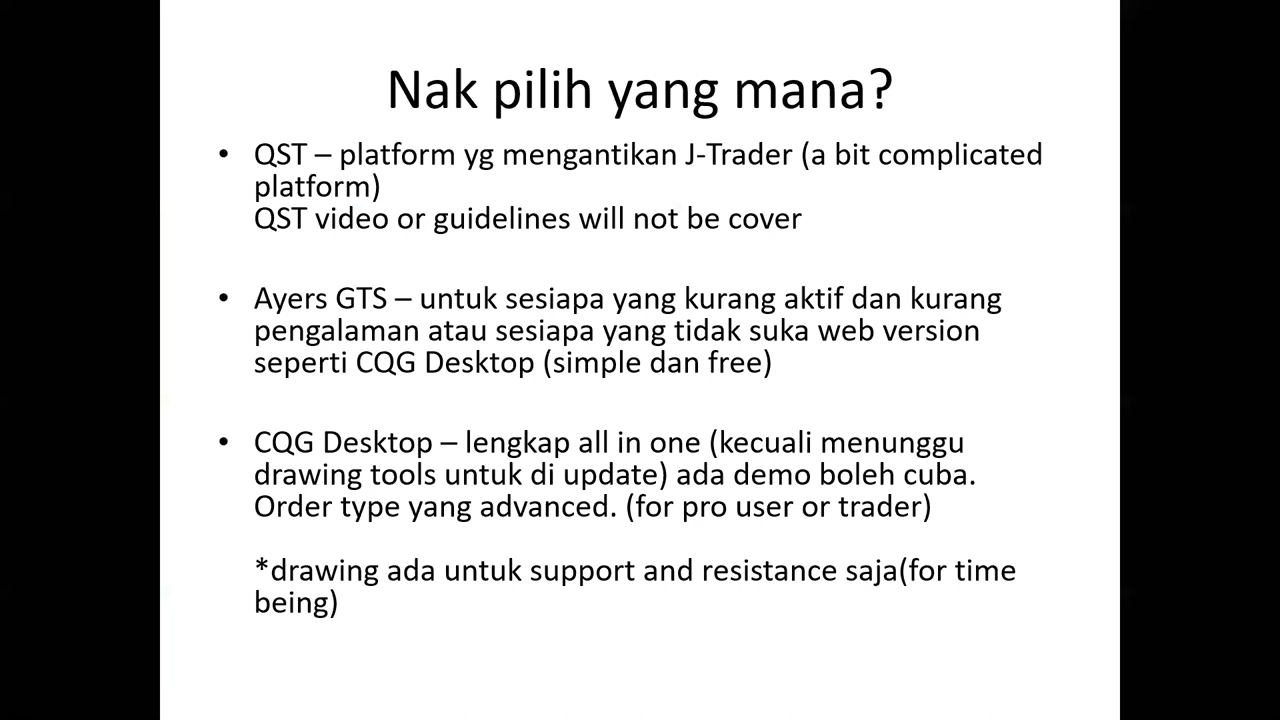 Nak pilih yang mana?
• QST – platform yg mengantikan J-Trader (a bit complicated
platform)
QST video or guidelines will not be cover
• Ayers GTS – untuk sesiapa yang kurang aktif dan kurang
pengalaman atau sesiapa yang tidak suka web version
seperti CQG Desktop (simple dan free)
• CQG Desktop – lengkap all in one (kecuali menunggu
drawing tools untuk di update) ada demo boleh cuba.
Order type yang advanced. (for pro user or trader)
*drawing ada untuk support and resistance saja(for time
being)